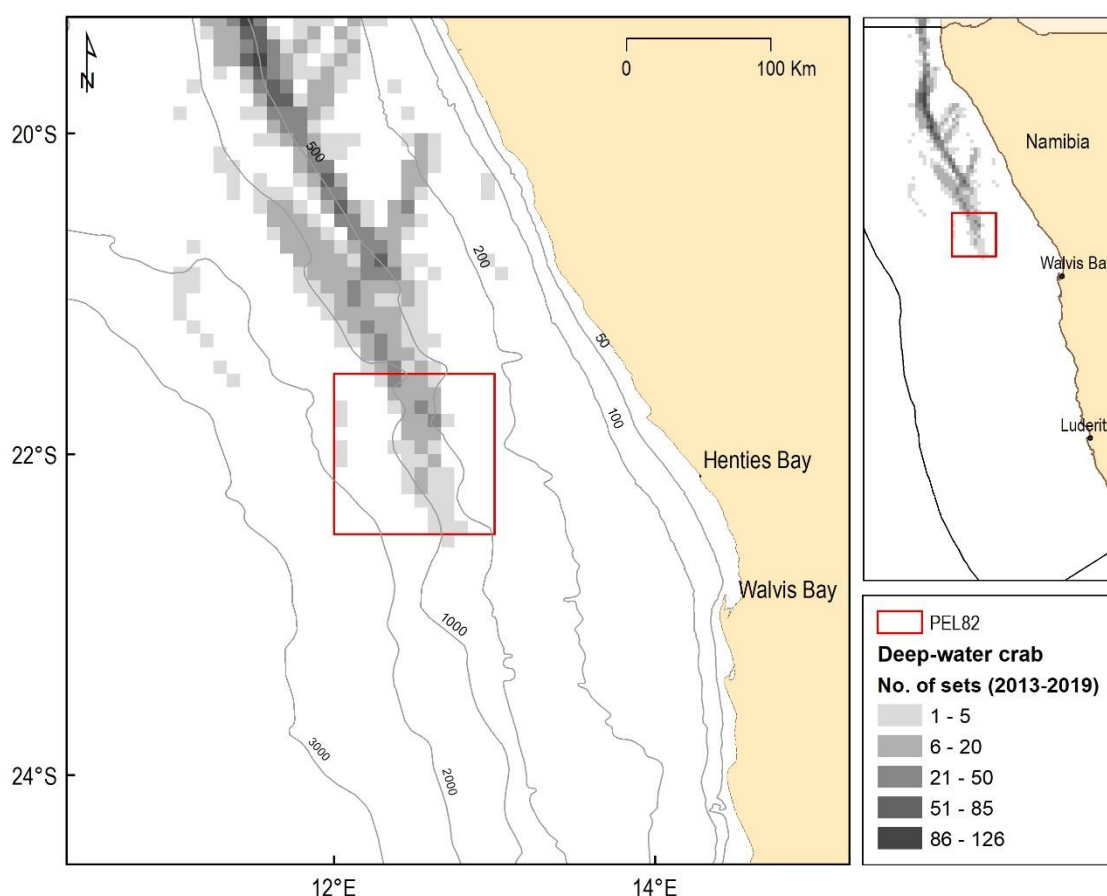 N
0 100 Km
20°S
22°S
24°S
12°E
14°E
500
200
50
100
1000
2000
3000
Henties Bay
Walvis Bay
Namibia
Walvis Ba
Luderit
PEL82
Deep-water crab
No. of sets (2013-2019)
1 - 5
6 - 20
21 - 50
51 - 85
86 - 126